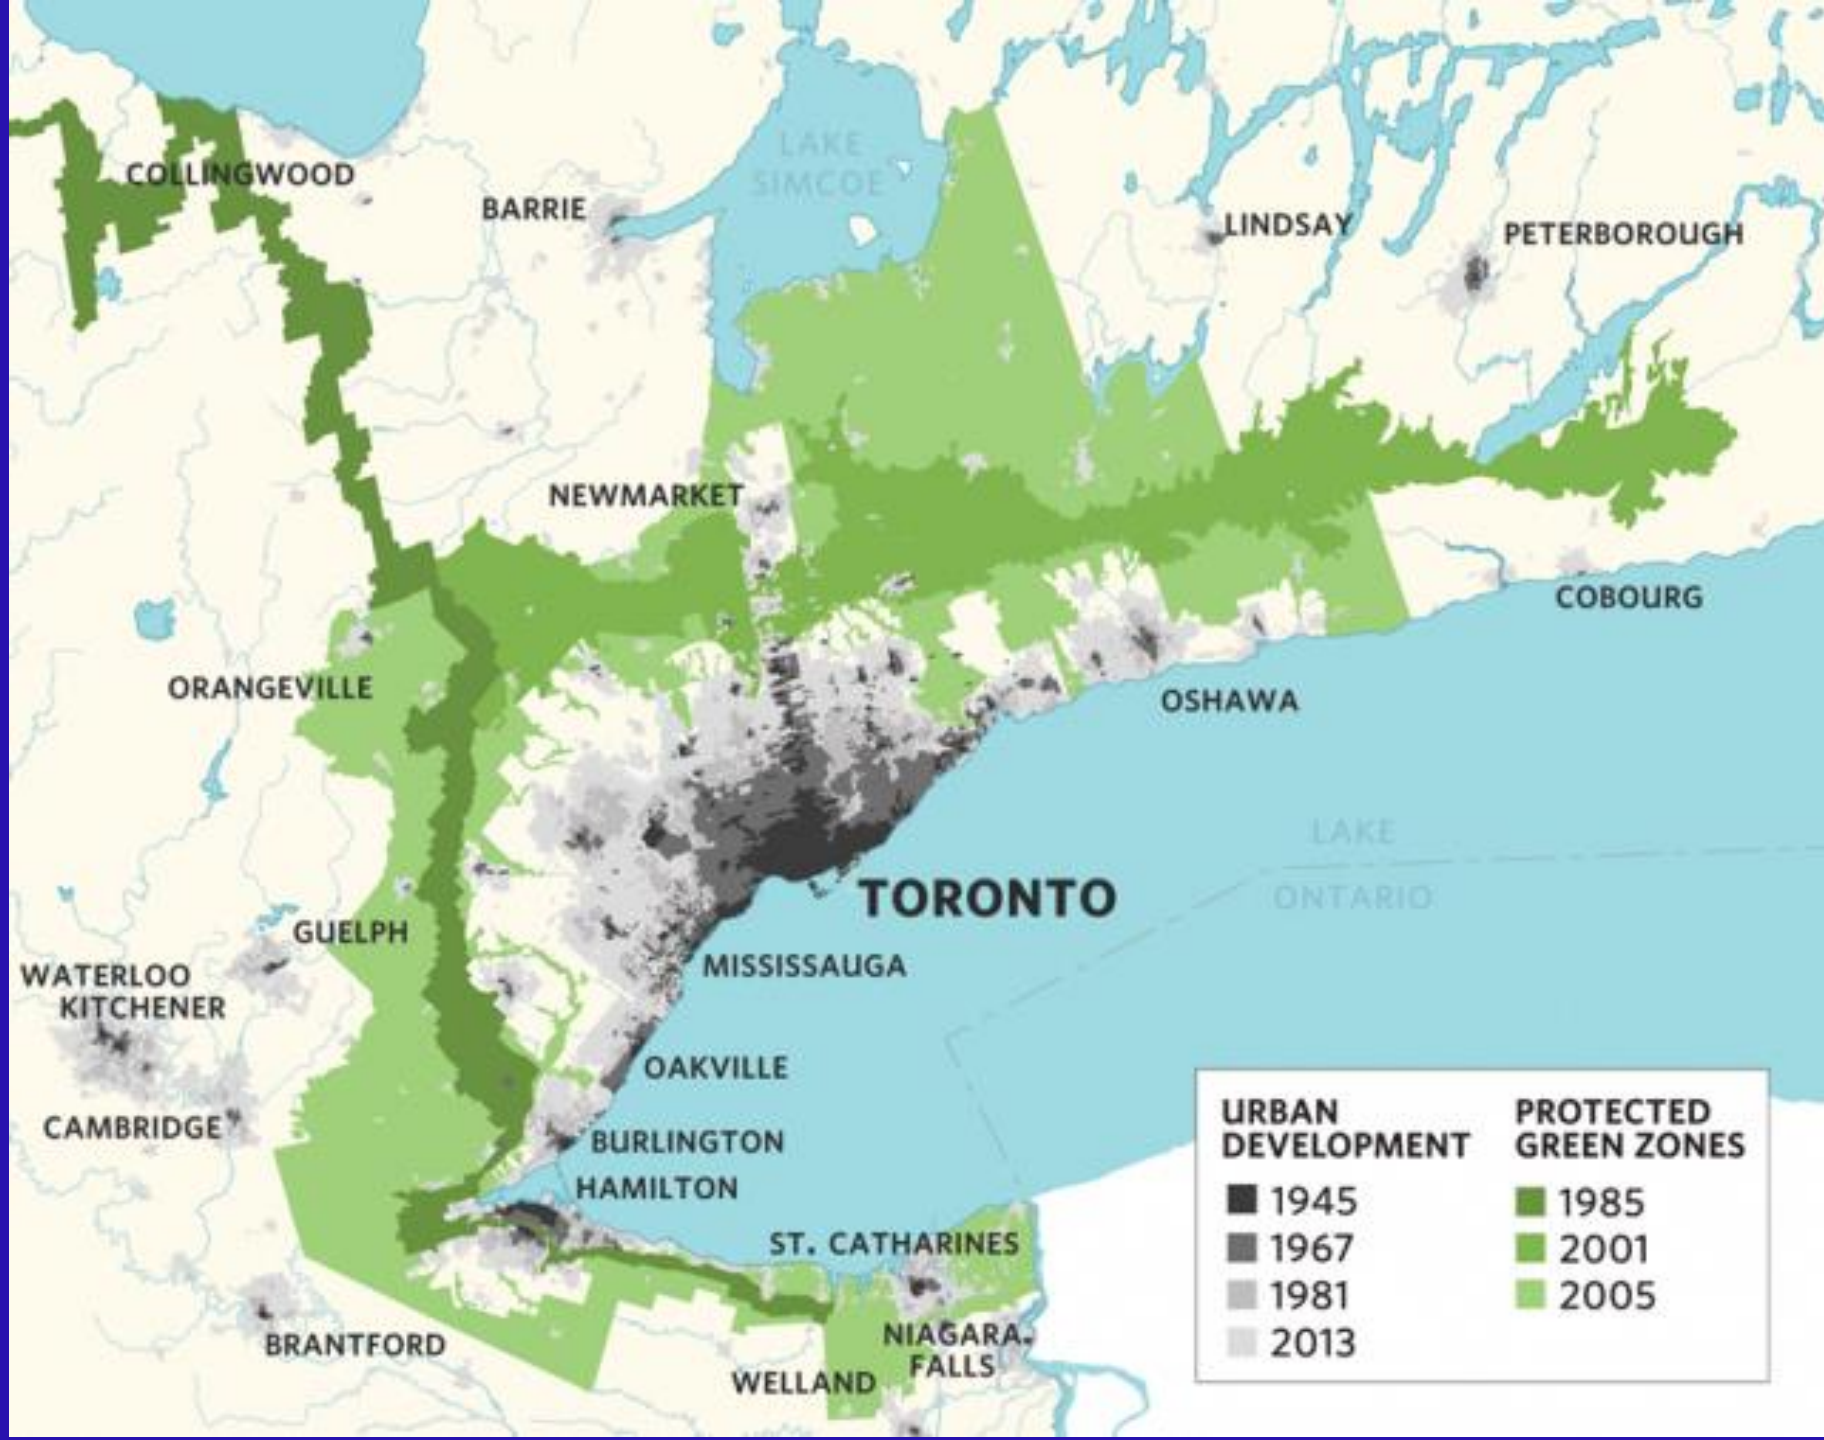 LAKE
SIMCOE
COLLINGWOOD
BARRIE
LINDSAY
PETERBOROUGH
NEWMARKET
COBOURG
ORANGEVILLE
OSHAWA
LAKE
ONTARIO
TORONTO
GUELPH
MISSISSAUGA
WATERLOO
KITCHENER
OAKVILLE
CAMBRIDGE
BURLINGTON
HAMILTON
ST. CATHARINES
BRANTFORD
NIAGARA
FALLS
WELLAND
URBAN
DEVELOPMENT
1945
1967
1981
2013
PROTECTED
GREEN ZONES
1985
2001
2005